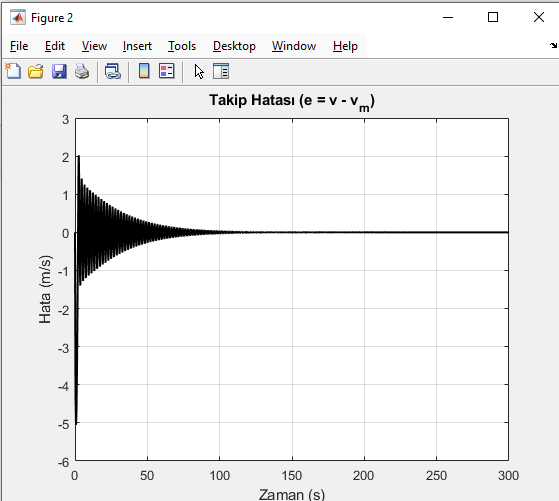 Figure 2
File Edit View Insert Tools Desktop Window Help
Takip Hatası (e = v - vm)
3
2
1
0
-1
-2
-3
-4
-5
-6
Hata (m/s)
0 50 100 150 200 250 300
Zaman (s)